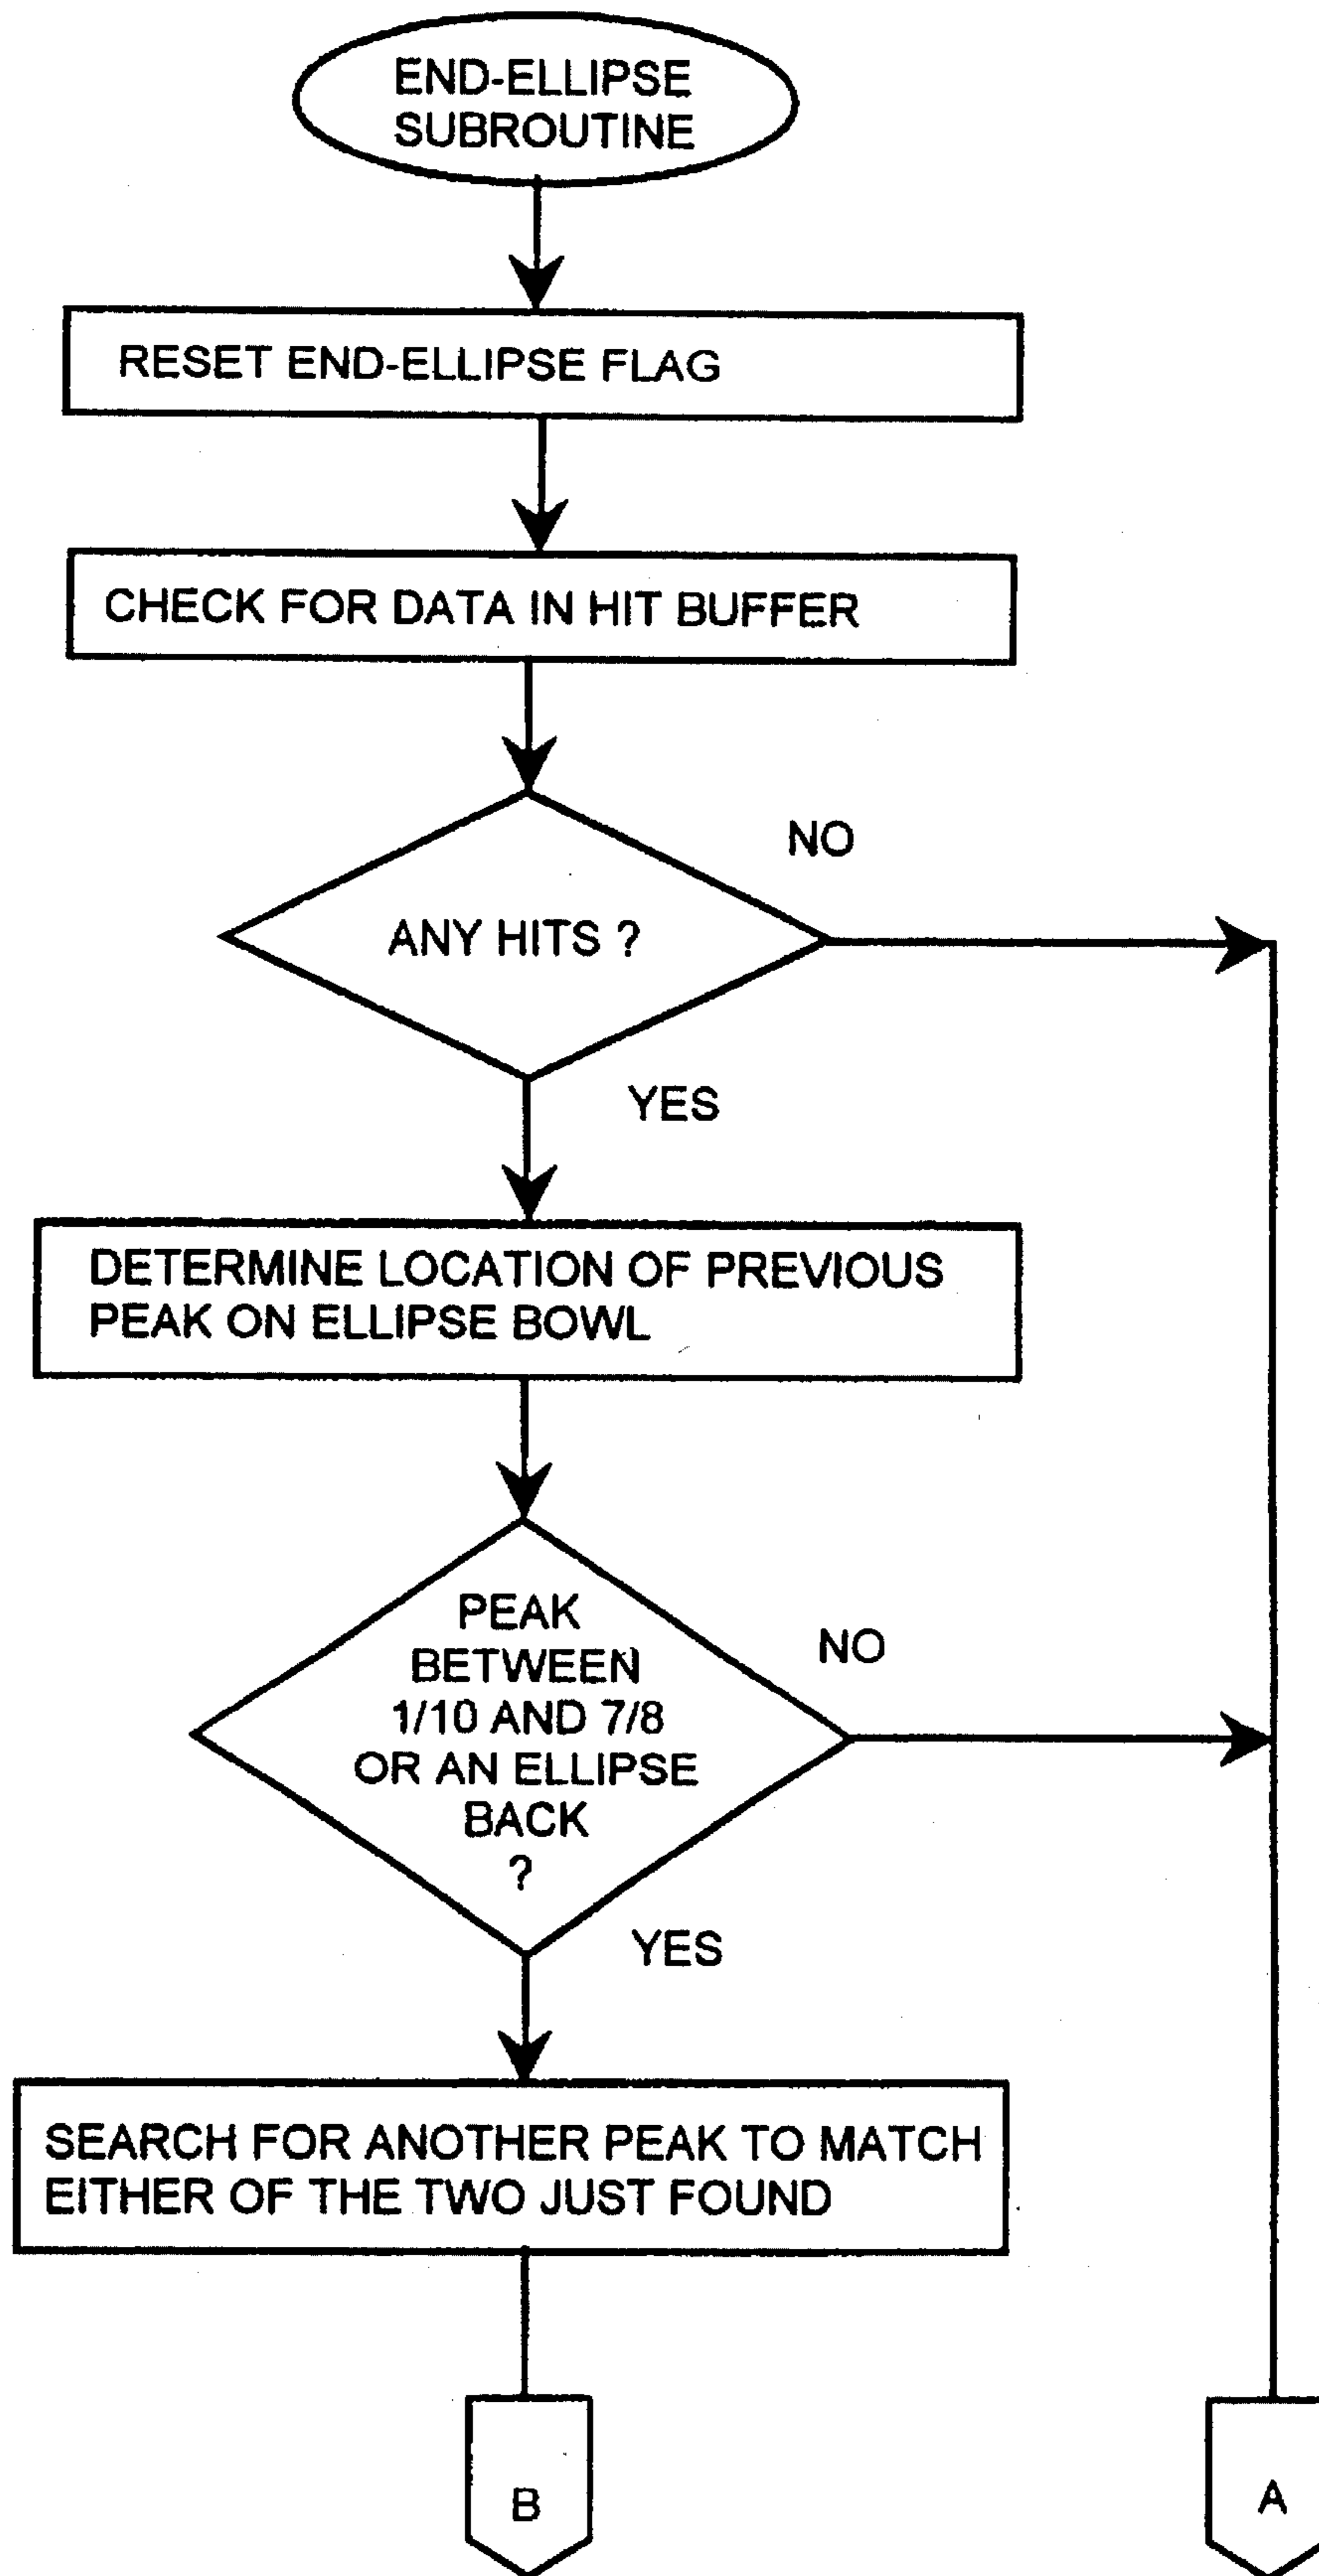 END-ELLIPSE
SUBROUTINE
RESET END-ELLIPSE FLAG
CHECK FOR DATA IN HIT BUFFER
NO
ANY HITS ?
YES
DETERMINE LOCATION OF PREVIOUS
PEAK ON ELLIPSE BOWL
PEAK
BETWEEN
1/10 AND 7/8
OR AN ELLIPSE
BACK
?
NO
YES
SEARCH FOR ANOTHER PEAK TO MATCH
EITHER OF THE TWO JUST FOUND
B
A